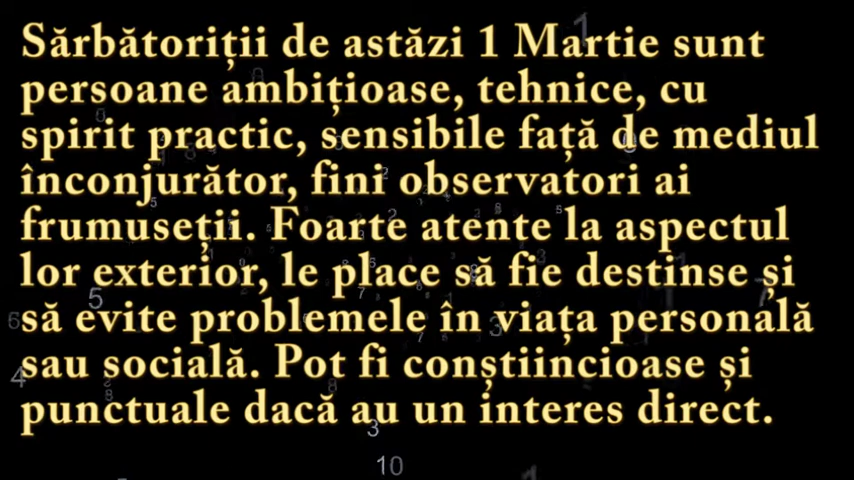 Sărbătoriții de astăzi 1 Martie sunt
persoane ambițioase, tehnice, cu
spirit practic, sensibile față de mediul
înconjurător, fini observatori ai
frumuseții. Foarte atente la aspectul
lor exterior, le place să fie destinse și
să evite problemele în viața personală
sau socială. Pot fi conștiincioase și
punctuale dacă au un interes direct.
3
10